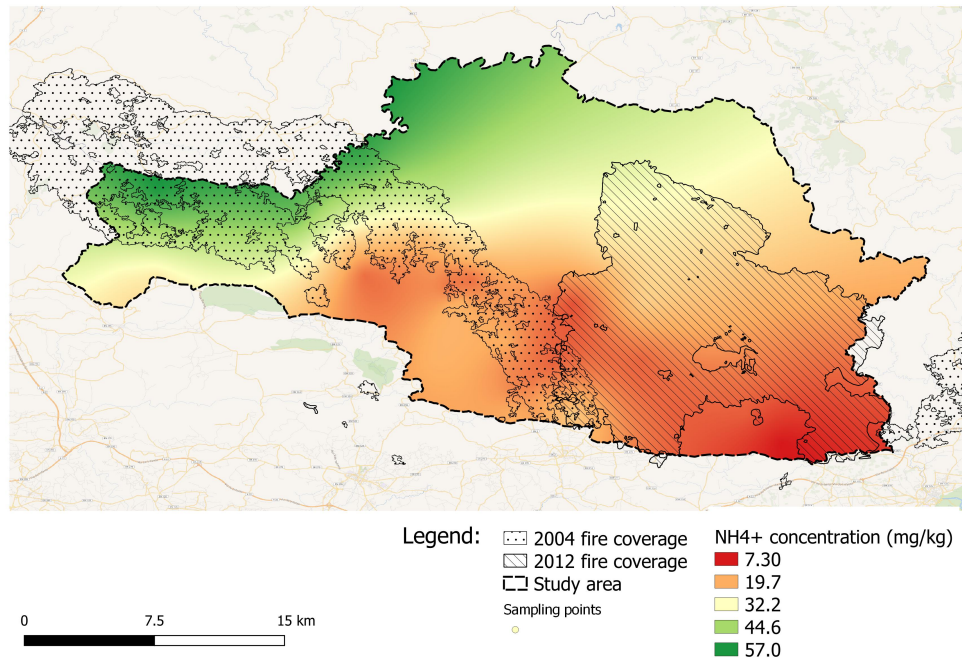 Legend:
2004 fire coverage
2012 fire coverage
Study area
Sampling points
NH4+ concentration (mg/kg)
7.30
19.7
32.2
44.6
57.0
0 7.5 15 km